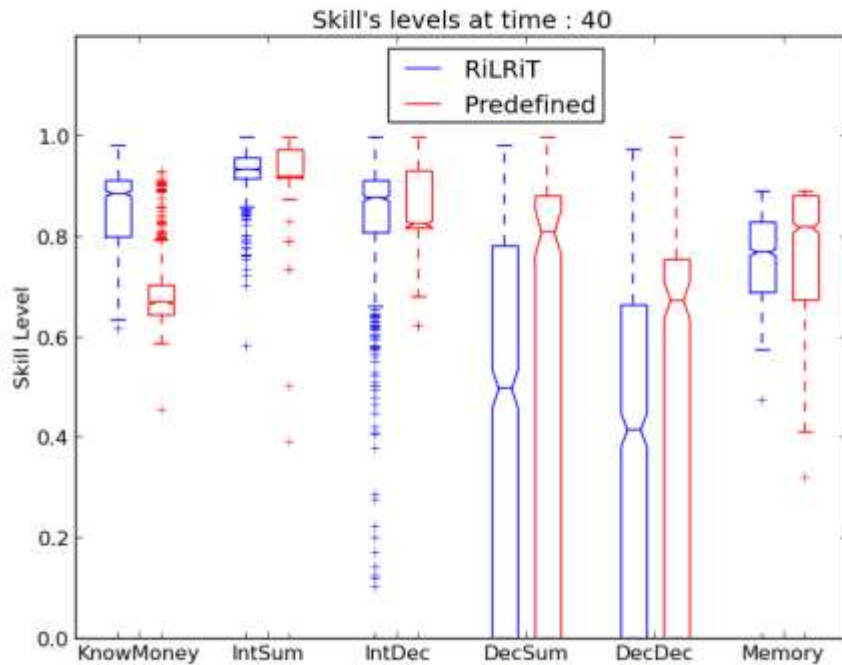 Skill's levels at time : 40
RiLRiT
Predefined
Skill Level
1.0
0.8
0.6
0.4
0.2
0.0
KnowMoney IntSum IntDec DecSum DecDec Memory